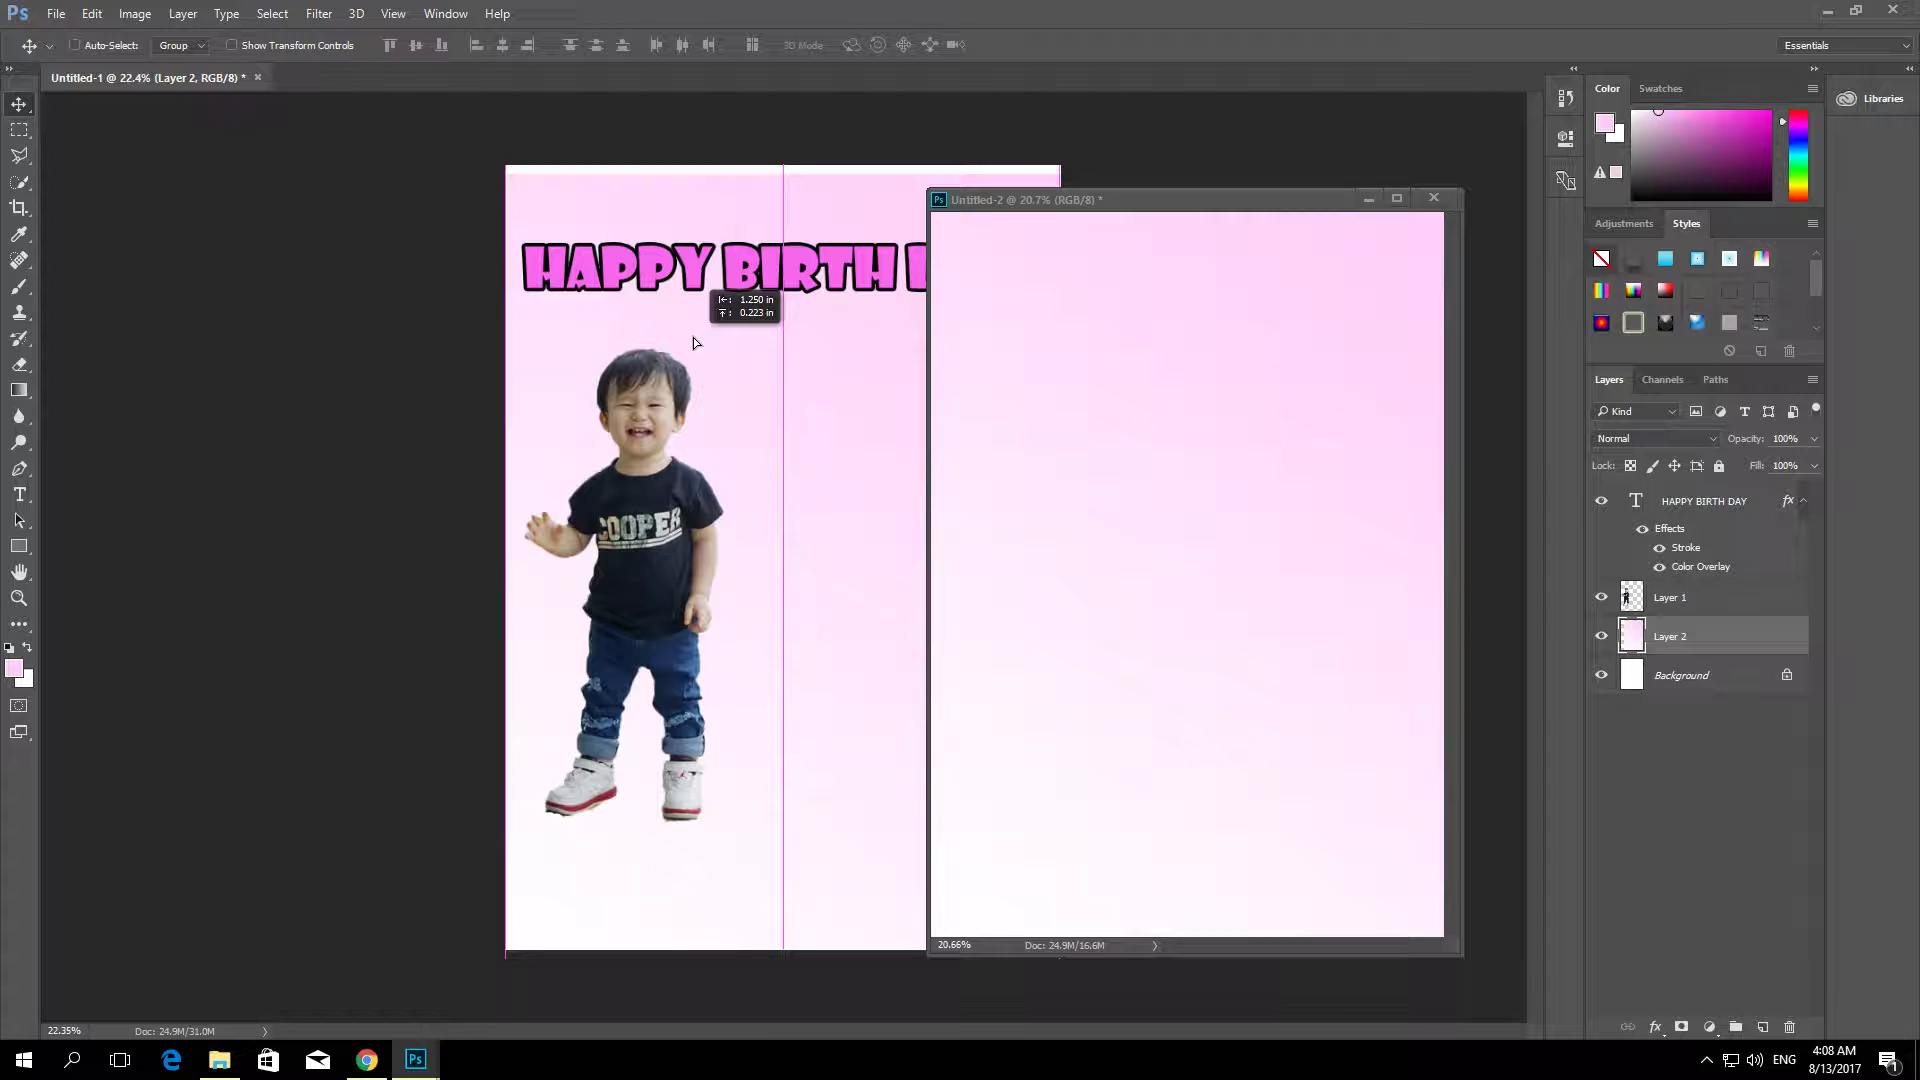 Ps File Edit Image Layer Type Select Filter 3D View Window Help
Auto-Select: Group Show Transform Controls 3D Mode: Essentials
Untitled-1 @ 22.4% (Layer 2, RGB/8) *
Color Swatches
Libraries
Ps Untitled-2 @ 20.7% (RGB/8) *
HAPPY BIRTH
1.250 in
0.223 in
COOPER
20.66% Doc: 24.9M/16.6M
Adjustments Styles
Layers Channels Paths
Kind
Normal Opacity: 100%
Lock: Fill: 100%
T HAPPY BIRTH DAY fx
Effects
Stroke
Color Overlay
Layer 1
Layer 2
Background
fx
22.35% Doc: 24.9M/31.0M
Ps ENG 4:08 AM
8/13/2017
1